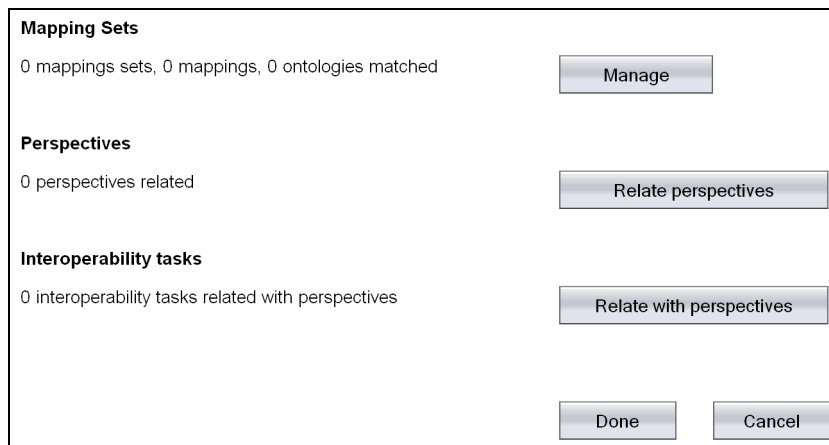 Mapping Sets
0 mappings sets, 0 mappings, 0 ontologies matched
Manage
Perspectives
0 perspectives related
Relate perspectives
Interoperability tasks
0 interoperability tasks related with perspectives
Relate with perspectives
Done
Cancel